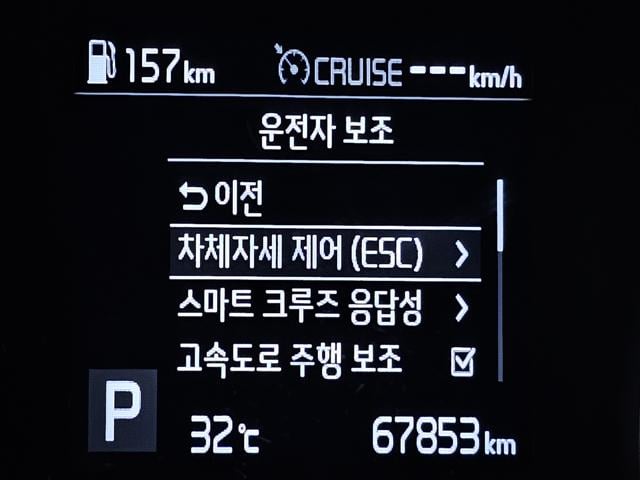 157km CRUISE ---km/h
운전자 보조
이전
차체자세 제어 (ESC)
스마트 크루즈 응답성
고속도로 주행 보조
P 32℃ 67853km